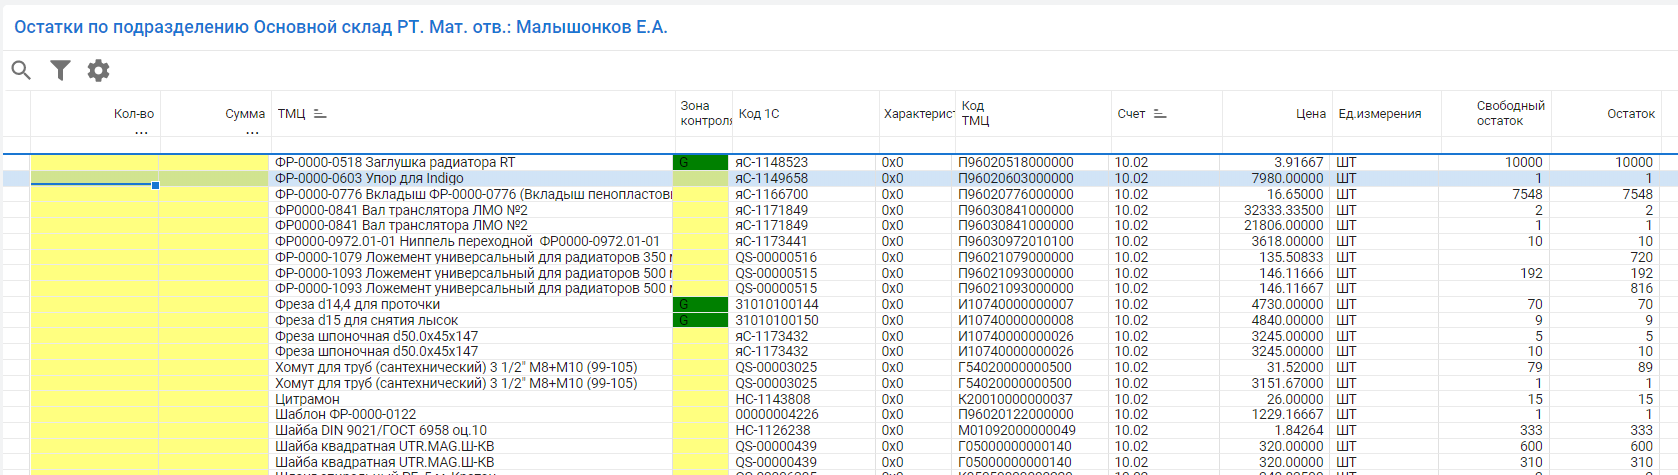 Остатки по подразделению Основной склад РТ. Мат. отв.: Малышонков Е.А.
Кол-во ... Сумма ... ТМЦ Зона контроля Код 1С Характерист Код ТМЦ Счет Цена Ед.измерения Свободный остаток Остаток
ФР-0000-0518 Заглушка радиатора RT G яС-1148523 0x0 П96020518000000 10.02 3.91667 ШТ 10000 10000
ФР-0000-0603 Упор для Indigo яС-1149658 0x0 П96020603000000 10.02 7980.00000 ШТ 1 1
ФР-0000-0776 Вкладыш ФР-0000-0776 (Вкладыш пенопластовы яС-1166700 0x0 П96020776000000 10.02 16.65000 ШТ 7548 7548
ФР0000-0841 Вал транслятора ЛМО №2 яС-1171849 0x0 П96030841000000 10.02 32333.33500 ШТ 2 2
ФР0000-0841 Вал транслятора ЛМО №2 яС-1171849 0x0 П96030841000000 10.02 21806.00000 ШТ 1 1
ФР0000-0972.01-01 Ниппель переходной ФР0000-0972.01-01 яС-1173441 0x0 П96030972010100 10.02 3618.00000 ШТ 10 10
ФР-0000-1079 Ложемент универсальный для радиаторов 350 м QS-00000516 0x0 П96021079000000 10.02 135.50833 ШТ 720
ФР-0000-1093 Ложемент универсальный для радиаторов 500 м QS-00000515 0x0 П96021093000000 10.02 146.11666 ШТ 192 192
ФР-0000-1093 Ложемент универсальный для радиаторов 500 м QS-00000515 0x0 П96021093000000 10.02 146.11667 ШТ 816
Фреза d14,4 для проточки G 31010100144 0x0 И10740000000007 10.02 4730.00000 ШТ 70 70
Фреза d15 для снятия лысок G 31010100150 0x0 И10740000000008 10.02 4840.00000 ШТ 9 9
Фреза шпоночная d50.0x45x147 яС-1173432 0x0 И10740000000026 10.02 3245.00000 ШТ 5 5
Фреза шпоночная d50.0x45x147 яС-1173432 0x0 И10740000000026 10.02 3245.00000 ШТ 10 10
Хомут для труб (сантехнический) 3 1/2" М8+М10 (99-105) QS-00003025 0x0 Г54020000000500 10.02 31.52000 ШТ 79 89
Хомут для труб (сантехнический) 3 1/2" М8+М10 (99-105) QS-00003025 0x0 Г54020000000500 10.02 3151.67000 ШТ 1 1
Цитрамон НС-1143808 0x0 К20010000000037 10.02 26.00000 ШТ 15 15
Шаблон ФР-0000-0122 00000004226 0x0 П96020122000000 10.02 1229.16667 ШТ 1 1
Шайба DIN 9021/ГОСТ 6958 оц.10 НС-1126238 0x0 М01092000000049 10.02 1.84264 ШТ 333 333
Шайба квадратная UTR.MAG.Ш-КВ QS-00000439 0x0 Г05000000000140 10.02 320.00000 ШТ 600 600
Шайба квадратная UTR.MAG.Ш-КВ QS-00000439 0x0 Г05000000000140 10.02 320.00000 ШТ 310 310